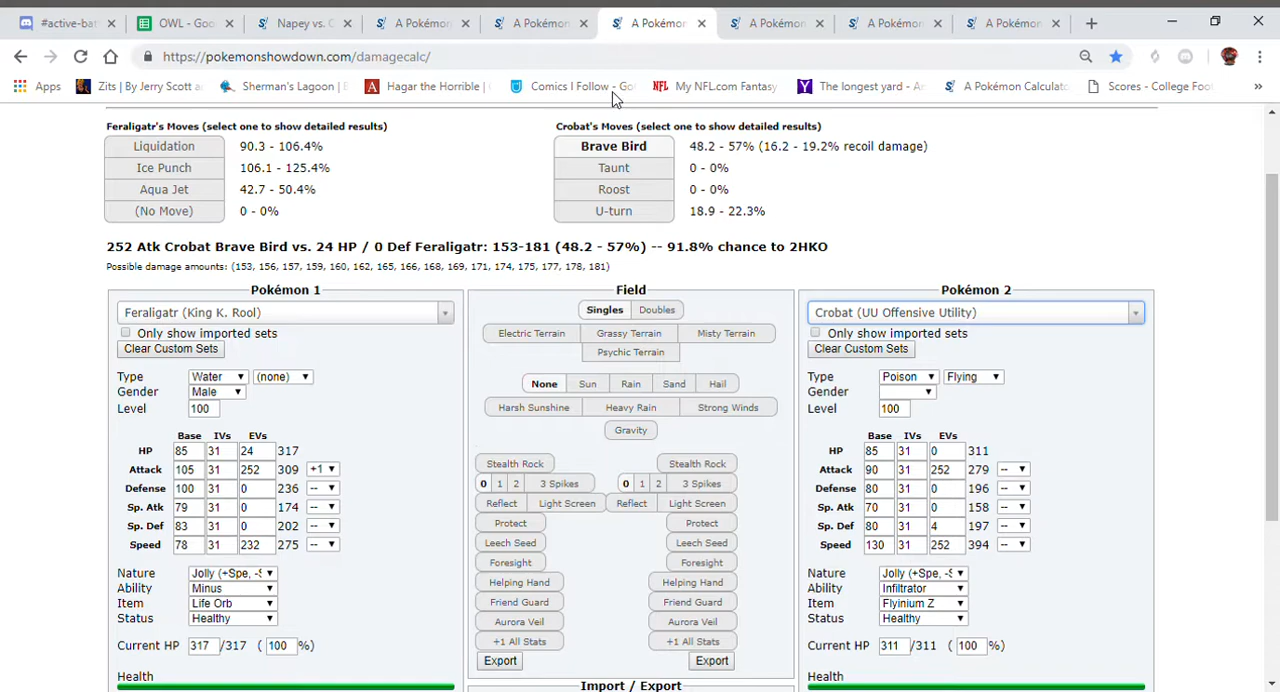 #active-bat
OWL - Goo
Napey vs. C
A Pokémon
A Pokémon
A Pokémon
A Pokémon
A Pokémon
A Pokémon
https://pokemonshowdown.com/damagecalc/
Apps Zits | By Jerry Scott a Sherman's Lagoon | B Hagar the Horrible | Comics I Follow - Go NFL My NFL.com Fantasy The longest yard - A A Pokémon Calculato Scores - College Foo »
Feraligatr's Moves (select one to show detailed results)
Liquidation 90.3 - 106.4%
Ice Punch 106.1 - 125.4%
Aqua Jet 42.7 - 50.4%
(No Move) 0 - 0%
Crobat's Moves (select one to show detailed results)
Brave Bird 48.2 - 57% (16.2 - 19.2% recoil damage)
Taunt 0 - 0%
Roost 0 - 0%
U-turn 18.9 - 22.3%
252 Atk Crobat Brave Bird vs. 24 HP / 0 Def Feraligatr: 153-181 (48.2 - 57%) -- 91.8% chance to 2HKO
Possible damage amounts: (153, 156, 157, 159, 160, 162, 165, 166, 168, 169, 171, 174, 175, 177, 178, 181)
Pokémon 1
Feraligatr (King K. Rool)
Only show imported sets
Clear Custom Sets
Type Water (none)
Gender Male
Level 100
Base IVs EVs
HP 85 31 24 317
Attack 105 31 252 309 +1
Defense 100 31 0 236 --
Sp. Atk 79 31 0 174 --
Sp. Def 83 31 0 202 --
Speed 78 31 232 275 --
Nature Jolly (+Spe, -S
Ability Minus
Item Life Orb
Status Healthy
Current HP 317 /317 ( 100 %)
Health
Field
Singles Doubles
Electric Terrain Grassy Terrain Misty Terrain
Psychic Terrain
None Sun Rain Sand Hail
Harsh Sunshine Heavy Rain Strong Winds
Gravity
Stealth Rock Stealth Rock
0 1 2 3 Spikes 0 1 2 3 Spikes
Reflect Light Screen Reflect Light Screen
Protect Protect
Leech Seed Leech Seed
Foresight Foresight
Helping Hand Helping Hand
Friend Guard Friend Guard
Aurora Veil Aurora Veil
+1 All Stats +1 All Stats
Export Export
Import / Export
Pokémon 2
Crobat (UU Offensive Utility)
Only show imported sets
Clear Custom Sets
Type Poison Flying
Gender
Level 100
Base IVs EVs
HP 85 31 0 311
Attack 90 31 252 279 --
Defense 80 31 0 196 --
Sp. Atk 70 31 0 158 --
Sp. Def 80 31 4 197 --
Speed 130 31 252 394 --
Nature Jolly (+Spe, -S
Ability Infiltrator
Item Flyinium Z
Status Healthy
Current HP 311 /311 ( 100 %)
Health